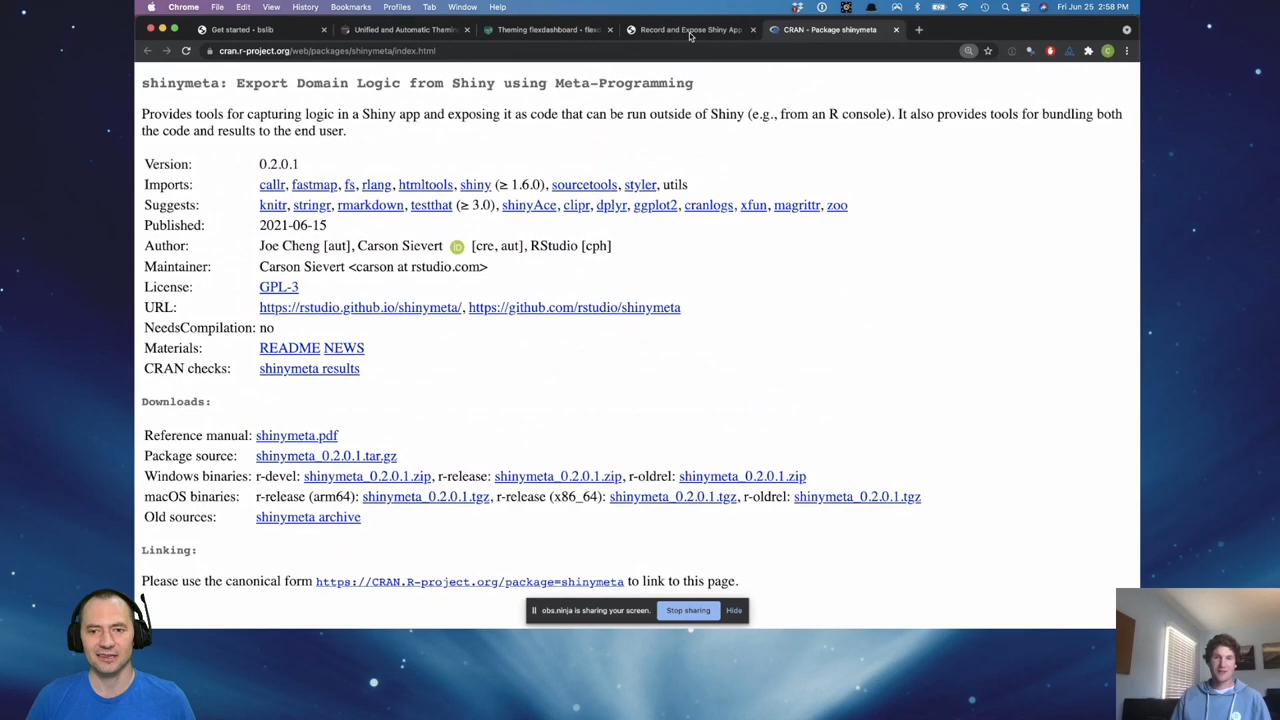 Chrome File Edit View History Bookmarks Profiles Tab Window Help Fri Jun 25 2:58 PM
Get started · bslib Unified and Automatic Theming Theming flexdashboard · flexd Record and Expose Shiny App CRAN - Package shinymeta
cran.r-project.org/web/packages/shinymeta/index.html
shinymeta: Export Domain Logic from Shiny using Meta-Programming
Provides tools for capturing logic in a Shiny app and exposing it as code that can be run outside of Shiny (e.g., from an R console). It also provides tools for bundling both
the code and results to the end user.
Version: 0.2.0.1
Imports: callr, fastmap, fs, rlang, htmltools, shiny (≥ 1.6.0), sourcetools, styler, utils
Suggests: knitr, stringr, rmarkdown, testthat (≥ 3.0), shinyAce, clipr, dplyr, ggplot2, cranlogs, xfun, magrittr, zoo
Published: 2021-06-15
Author: Joe Cheng [aut], Carson Sievert iD [cre, aut], RStudio [cph]
Maintainer: Carson Sievert <carson at rstudio.com>
License: GPL-3
URL: https://rstudio.github.io/shinymeta/, https://github.com/rstudio/shinymeta
NeedsCompilation: no
Materials: README NEWS
CRAN checks: shinymeta results
Downloads:
Reference manual: shinymeta.pdf
Package source: shinymeta_0.2.0.1.tar.gz
Windows binaries: r-devel: shinymeta_0.2.0.1.zip, r-release: shinymeta_0.2.0.1.zip, r-oldrel: shinymeta_0.2.0.1.zip
macOS binaries: r-release (arm64): shinymeta_0.2.0.1.tgz, r-release (x86_64): shinymeta_0.2.0.1.tgz, r-oldrel: shinymeta_0.2.0.1.tgz
Old sources: shinymeta archive
Linking:
Please use the canonical form https://CRAN.R-project.org/package=shinymeta to link to this page.
obs.ninja is sharing your screen. Stop sharing Hide